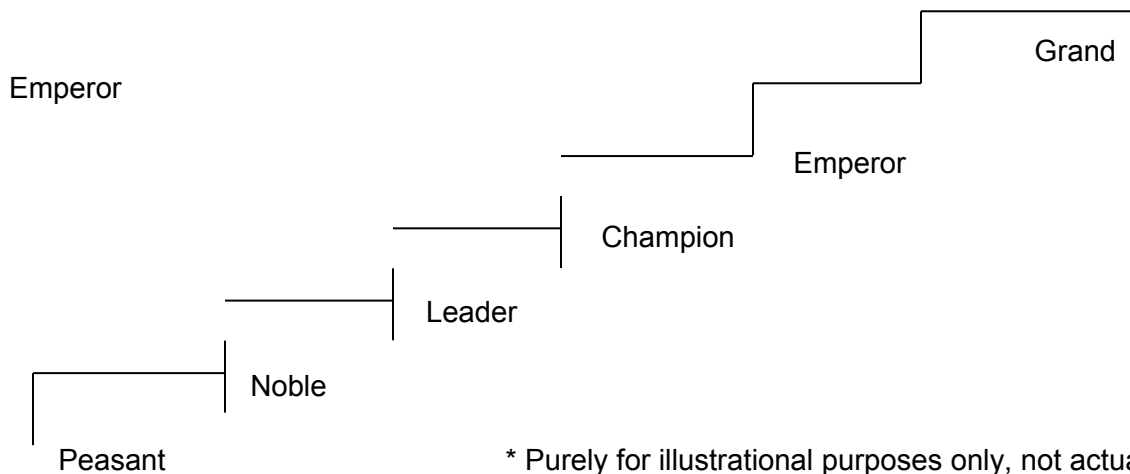 Grand
Emperor
Emperor
Champion
Leader
Noble
Peasant
* Purely for illustrational purposes only, not